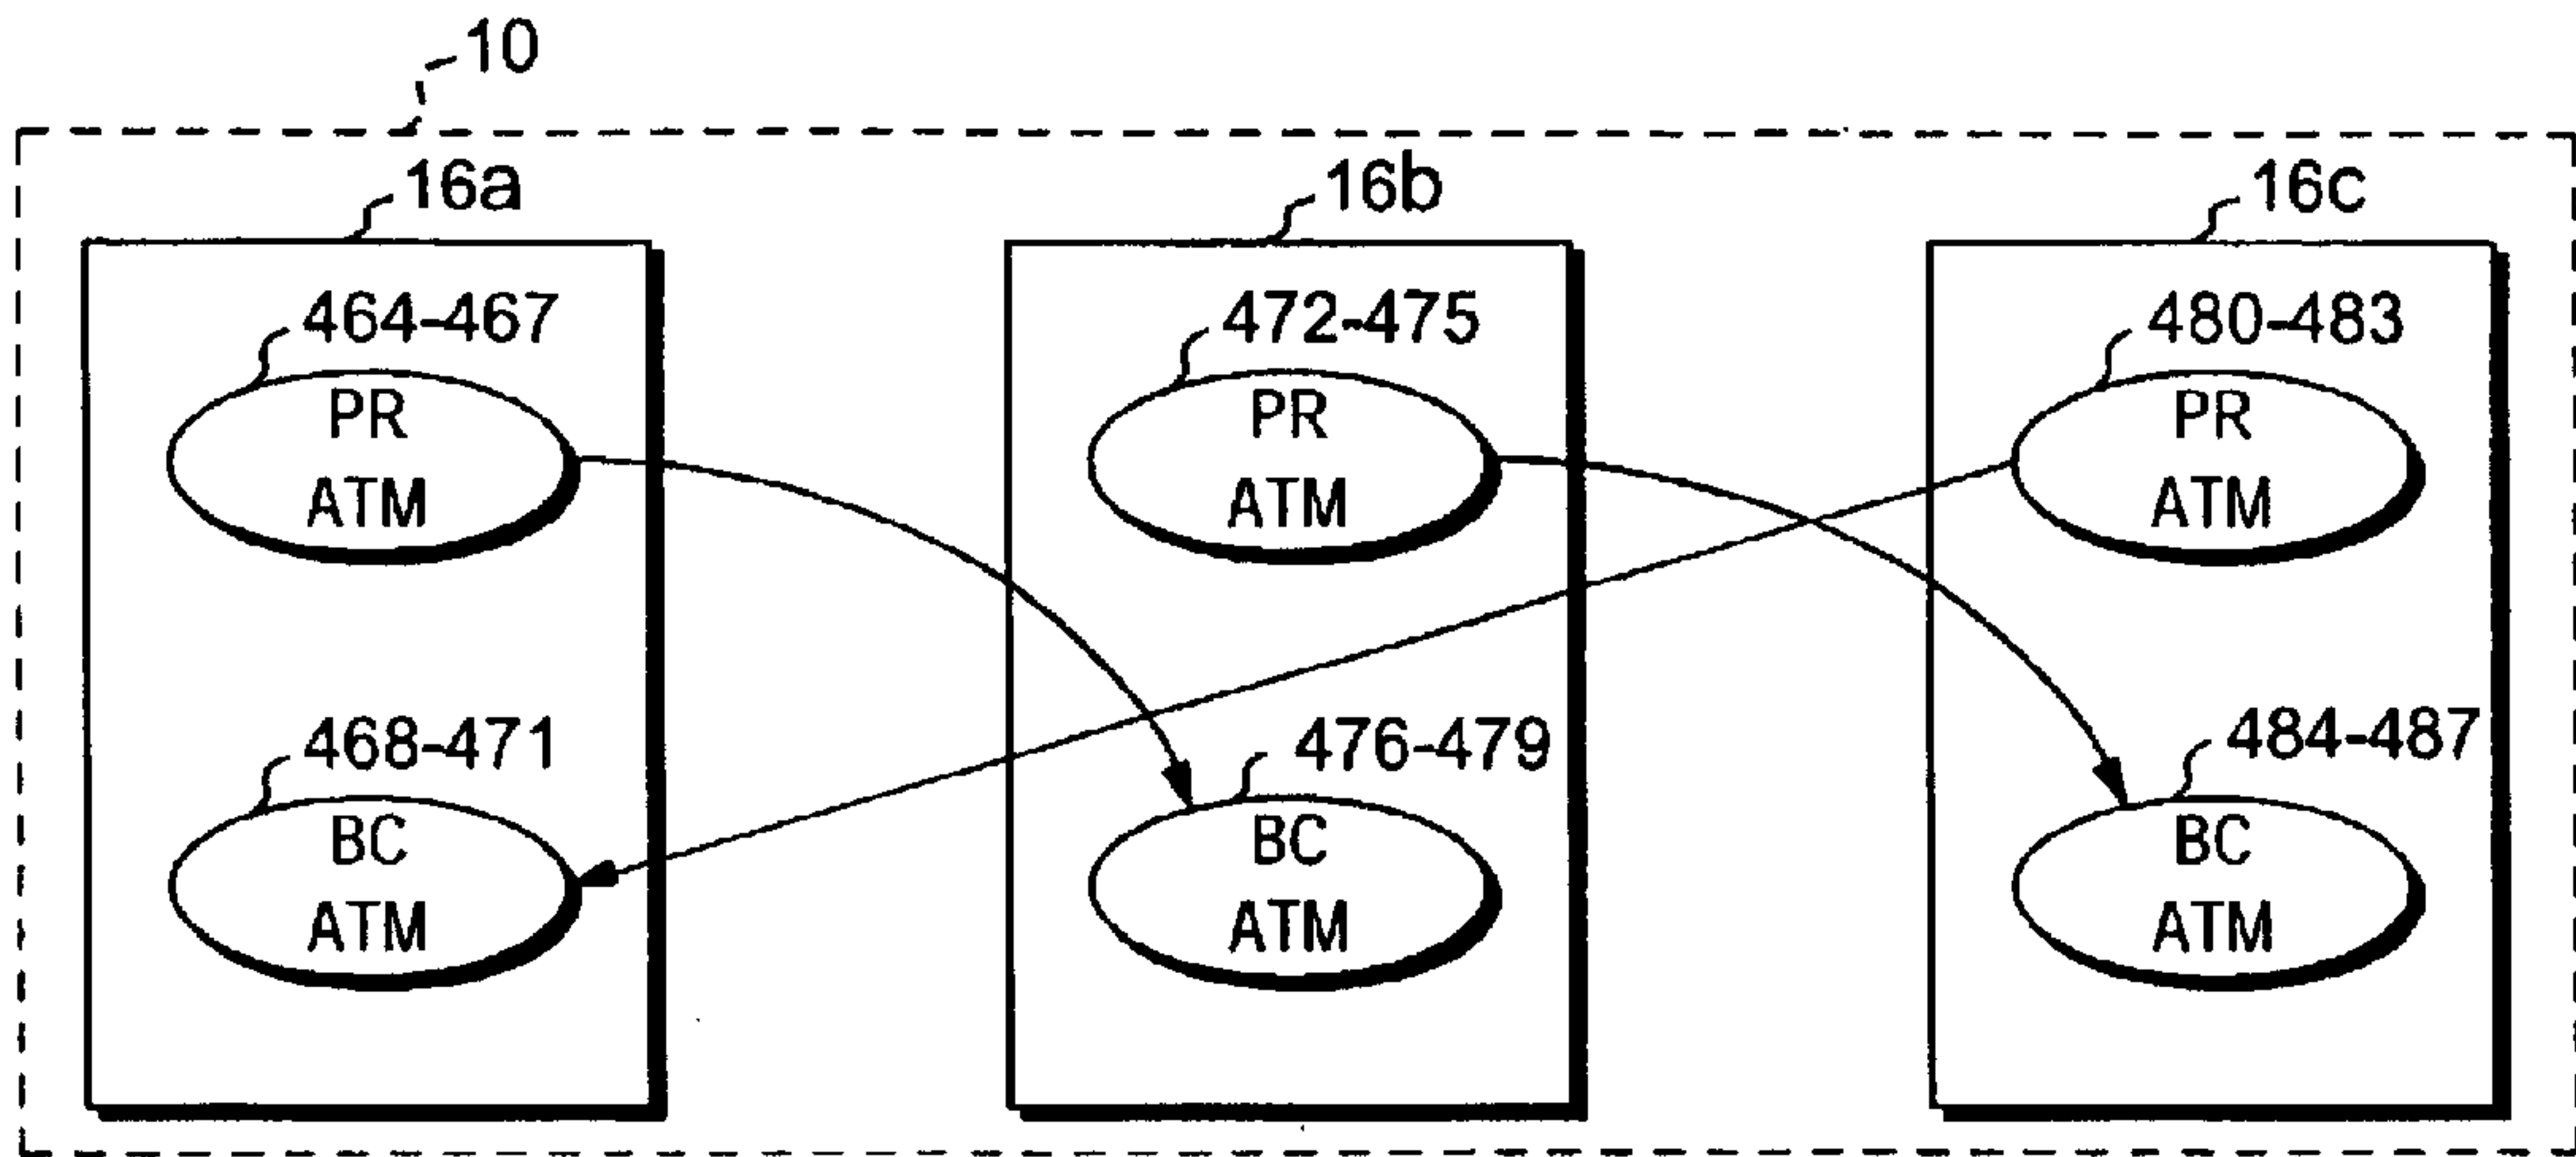 10
16a
16b
16c
464-467
472-475
480-483
PR
ATM
PR
ATM
PR
ATM
468-471
476-479
484-487
BC
ATM
BC
ATM
BC
ATM